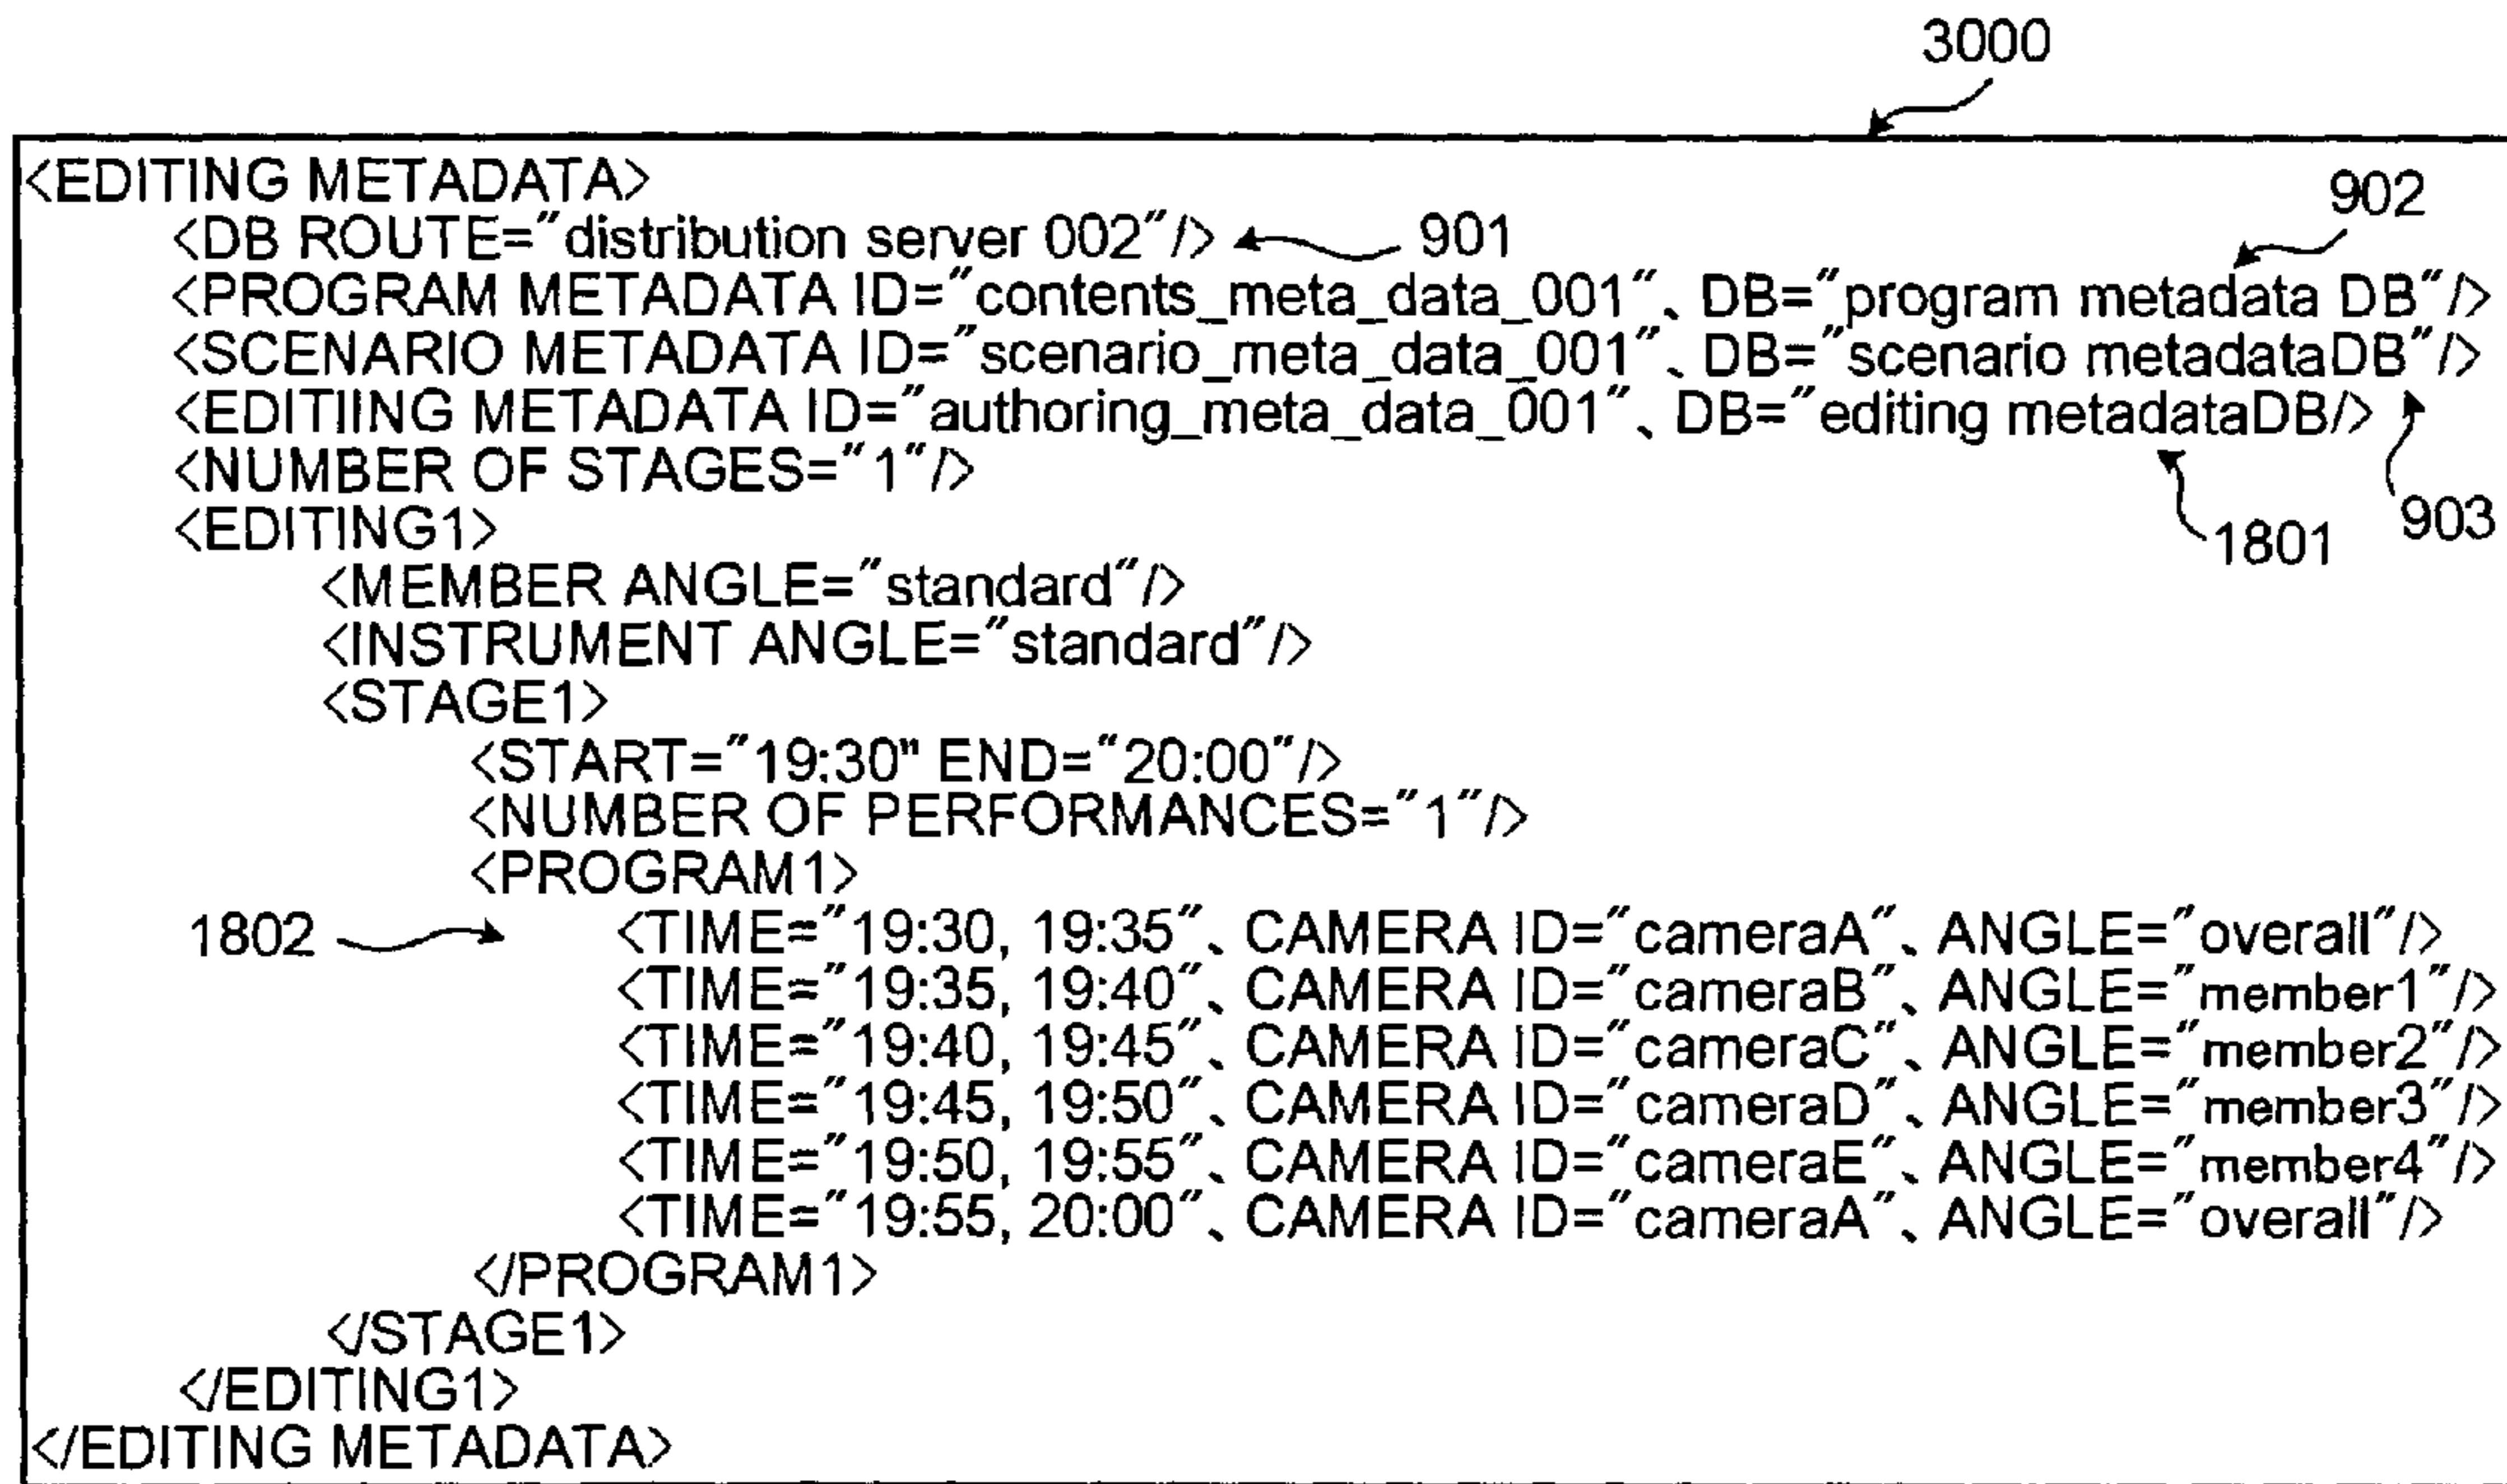 3000
<EDITING METADATA>
902
<DB ROUTE="distribution server 002"/> 901
<PROGRAM METADATA ID="contents_meta_data_001"、DB="program metadata DB"/>
<SCENARIO METADATA ID="scenario_meta_data_001"、DB="scenario metadataDB"/>
<EDITIING METADATA ID="authoring_meta_data_001"、DB="editing metadataDB/>
<NUMBER OF STAGES="1"/>
903
<EDITING1>
1801
<MEMBER ANGLE="standard"/>
<INSTRUMENT ANGLE="standard"/>
<STAGE1>
<START="19:30" END="20:00"/>
<NUMBER OF PERFORMANCES="1"/>
<PROGRAM1>
1802 <TIME="19:30, 19:35"、CAMERA ID="cameraA"、ANGLE="overall"/>
<TIME="19:35, 19:40"、CAMERA ID="cameraB"、ANGLE="member1"/>
<TIME="19:40, 19:45"、CAMERA ID="cameraC"、ANGLE="member2"/>
<TIME="19:45, 19:50"、CAMERA ID="cameraD"、ANGLE="member3"/>
<TIME="19:50, 19:55"、CAMERA ID="cameraE"、ANGLE="member4"/>
<TIME="19:55, 20:00"、CAMERA ID="cameraA"、ANGLE="overall"/>
</PROGRAM1>
</STAGE1>
</EDITING1>
</EDITING METADATA>